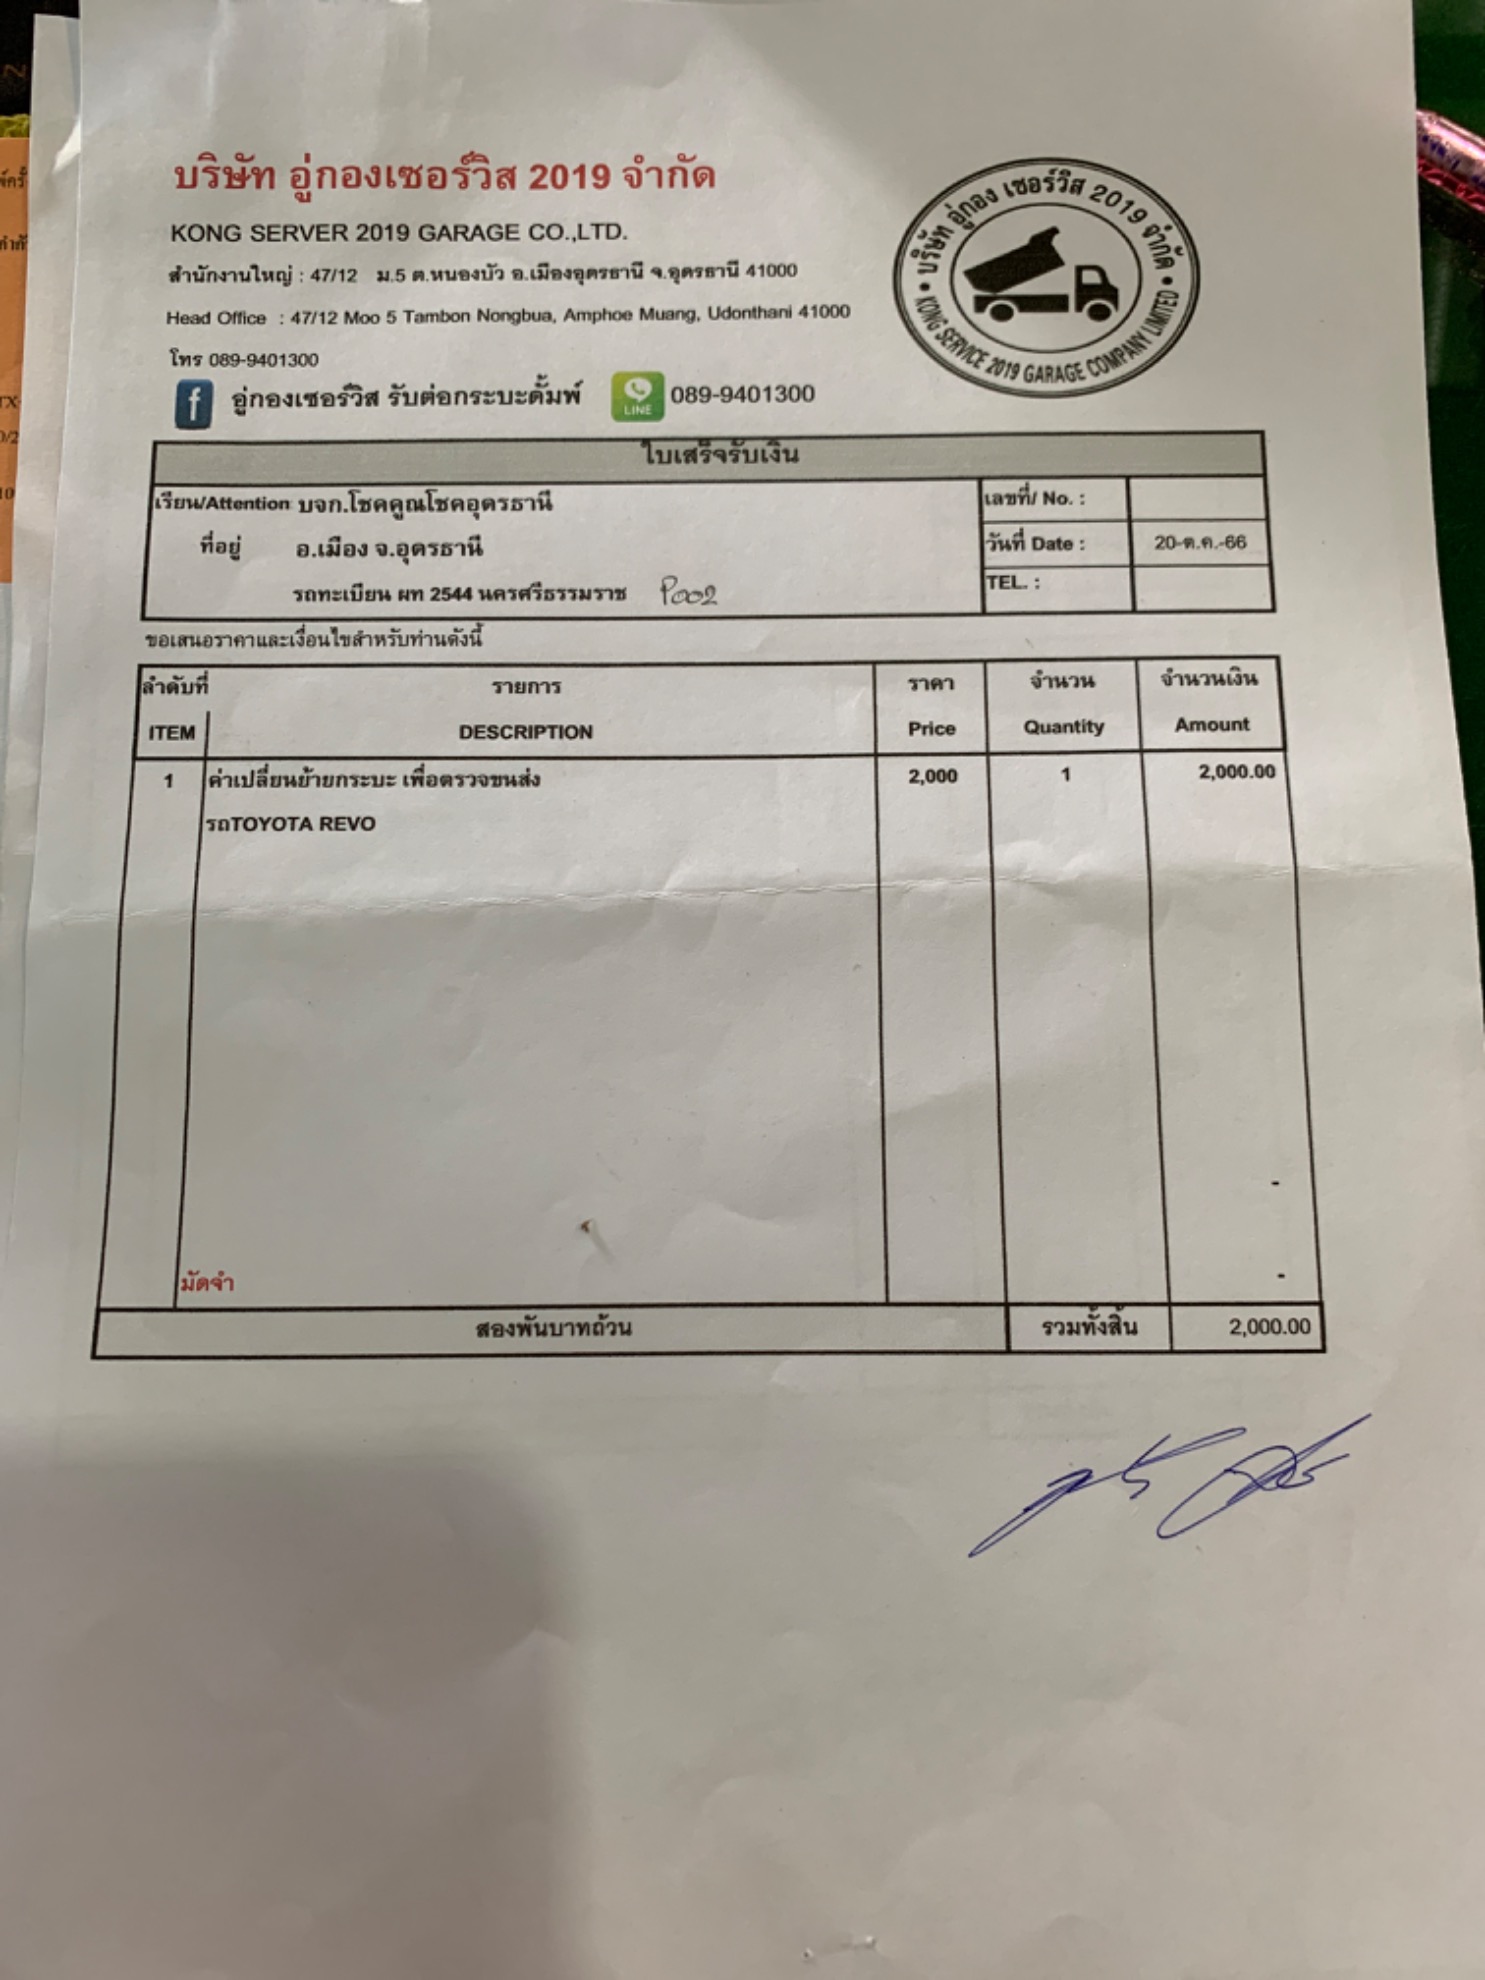 บริษัท อู่กองเซอร์วิส 2019 จำกัด
KONG SERVER 2019 GARAGE CO.,LTD.
สำนักงานใหญ่ : 47/12 ม.5 ต.หนองบัว อ.เมืองอุดรธานี จ.อุดรธานี 41000
Head Office : 47/12 Moo 5 Tambon Nongbua, Amphoe Muang, Udonthani 41000
โทร 089-9401300
f อู่กองเซอร์วิส รับต่อกระบะดั้มพ์ LINE 089-9401300
• บริษัท อู่กอง เซอร์วิส 2019 จำกัด •
KONG SERVICE 2019 GARAGE COMPANY LIMITED
ใบเสร็จรับเงิน
เรียน/Attention บจก.โชคคูณโชคอุดรธานี เลขที่/ No. :
ที่อยู่ อ.เมือง จ.อุดรธานี วันที่ Date : 20-ต.ค.-66
รถทะเบียน ผท 2544 นครศรีธรรมราช P002 TEL. :
ขอเสนอราคาและเงื่อนไขสำหรับท่านดังนี้
ลำดับที่ รายการ ราคา จำนวน จำนวนเงิน
ITEM DESCRIPTION Price Quantity Amount
1 ค่าเปลี่ยนย้ายกระบะ เพื่อตรวจขนส่ง 2,000 1 2,000.00
รถTOYOTA REVO
-
มัดจำ -
สองพันบาทถ้วน รวมทั้งสิ้น 2,000.00